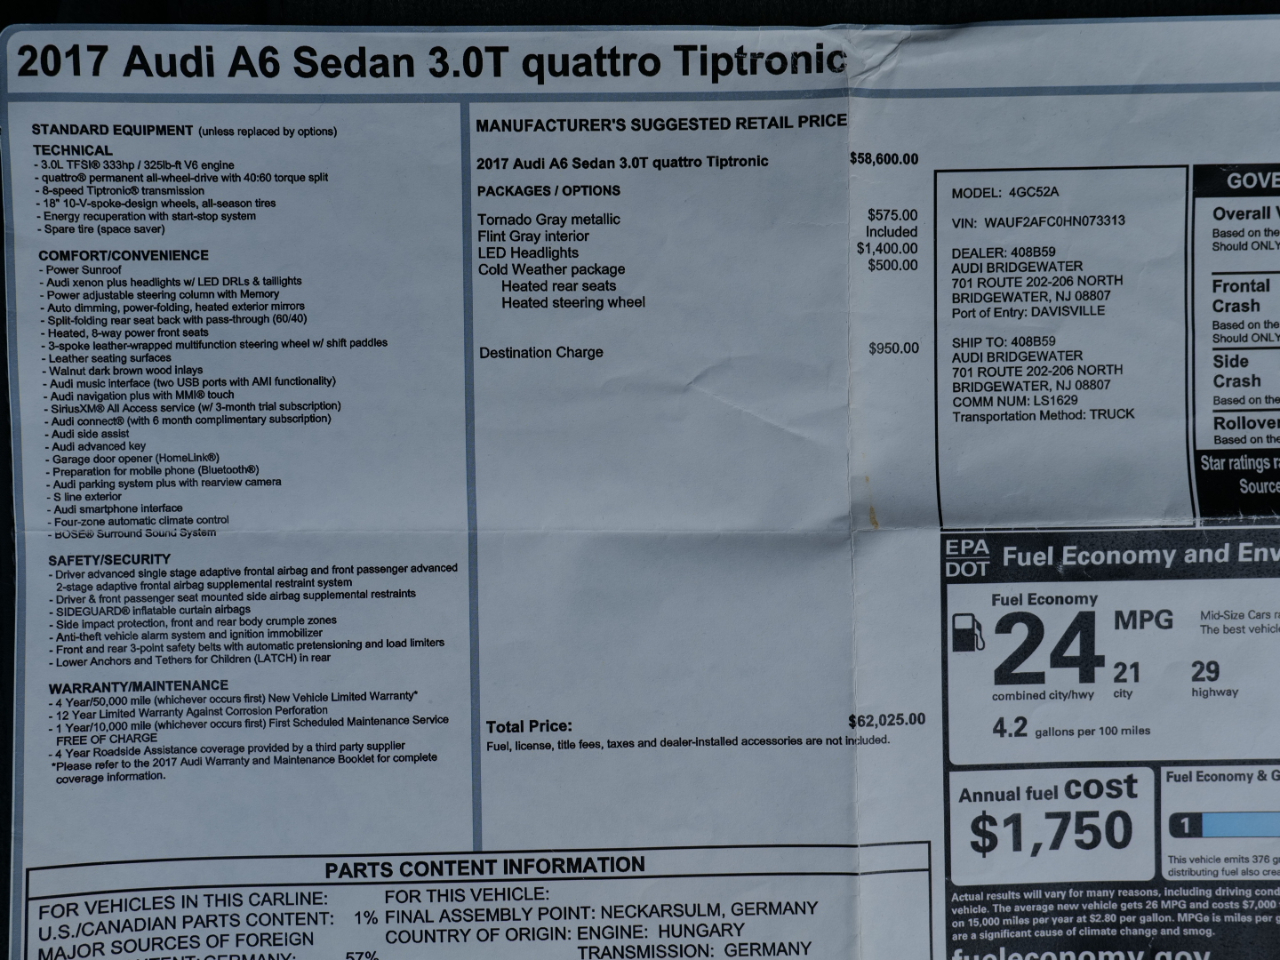 2017 Audi A6 Sedan 3.0T quattro Tiptronic
STANDARD EQUIPMENT (unless replaced by options)
TECHNICAL
- 3.0L TFSI® 333hp / 325lb-ft V6 engine
- quattro® permanent all-wheel-drive with 40:60 torque split
- 8-speed Tiptronic® transmission
- 18" 10-V-spoke-design wheels, all-season tires
- Energy recuperation with start-stop system
- Spare tire (space saver)
COMFORT/CONVENIENCE
- Power Sunroof
- Audi xenon plus headlights w/ LED DRLs & taillights
- Power adjustable steering column with Memory
- Auto dimming, power-folding, heated exterior mirrors
- Split-folding rear seat back with pass-through (60/40)
- Heated, 8-way power front seats
- 3-spoke leather-wrapped multifunction steering wheel w/ shift paddles
- Leather seating surfaces
- Walnut dark brown wood inlays
- Audi music interface (two USB ports with AMI functionality)
- Audi navigation plus with MMI® touch
- SiriusXM® All Access service (w/ 3-month trial subscription)
- Audi connect® (with 6 month complimentary subscription)
- Audi side assist
- Audi advanced key
- Garage door opener (HomeLink®)
- Preparation for mobile phone (Bluetooth®)
- Audi parking system plus with rearview camera
- S line exterior
- Audi smartphone interface
- Four-zone automatic climate control
- BOSE® Surround Sound System
SAFETY/SECURITY
- Driver advanced single stage adaptive frontal airbag and front passenger advanced
2-stage adaptive frontal airbag supplemental restraint system
- Driver & front passenger seat mounted side airbag supplemental restraints
- SIDEGUARD® inflatable curtain airbags
- Side impact protection, front and rear body crumple zones
- Anti-theft vehicle alarm system and ignition immobilizer
- Front and rear 3-point safety belts with automatic pretensioning and load limiters
- Lower Anchors and Tethers for Children (LATCH) in rear
WARRANTY/MAINTENANCE
- 4 Year/50,000 mile (whichever occurs first) New Vehicle Limited Warranty*
- 12 Year Limited Warranty Against Corrosion Perforation
- 1 Year/10,000 mile (whichever occurs first) First Scheduled Maintenance Service
FREE OF CHARGE
- 4 Year Roadside Assistance coverage provided by a third party supplier
*Please refer to the 2017 Audi Warranty and Maintenance Booklet for complete
coverage information.
MANUFACTURER'S SUGGESTED RETAIL PRICE
2017 Audi A6 Sedan 3.0T quattro Tiptronic $58,600.00
PACKAGES / OPTIONS
Tornado Gray metallic $575.00
Flint Gray interior Included
LED Headlights $1,400.00
Cold Weather package $500.00
Heated rear seats
Heated steering wheel
Destination Charge $950.00
Total Price: $62,025.00
Fuel, license, title fees, taxes and dealer-installed accessories are not included.
MODEL: 4GC52A
VIN: WAUF2AFC0HN073313
DEALER: 408B59
AUDI BRIDGEWATER
701 ROUTE 202-206 NORTH
BRIDGEWATER, NJ 08807
Port of Entry: DAVISVILLE
SHIP TO: 408B59
AUDI BRIDGEWATER
701 ROUTE 202-206 NORTH
BRIDGEWATER, NJ 08807
COMM NUM: LS1629
Transportation Method: TRUCK
GOVE
Overall V
Based on the
Should ONLY
Frontal
Crash
Based on the
Should ONLY
Side
Crash
Based on the
Rollover
Based on the
Star ratings ra
Source
EPA
DOT
Fuel Economy and Env
Fuel Economy
24 MPG
21
city
29
highway
combined city/hwy
4.2 gallons per 100 miles
Mid-Size Cars ra
The best vehicl
Annual fuel cost
$1,750
Fuel Economy & G
1
This vehicle emits 376 g
distributing fuel also crea
Actual results will vary for many reasons, including driving cond
vehicle. The average new vehicle gets 26 MPG and costs $7,000
on 15,000 miles per year at $2.80 per gallon. MPGe is miles per g
are a significant cause of climate change and smog.
fueleconomy.gov
PARTS CONTENT INFORMATION
FOR VEHICLES IN THIS CARLINE:
U.S./CANADIAN PARTS CONTENT: 1%
MAJOR SOURCES OF FOREIGN
GERMANY: 57%
FOR THIS VEHICLE:
FINAL ASSEMBLY POINT: NECKARSULM, GERMANY
COUNTRY OF ORIGIN: ENGINE: HUNGARY
TRANSMISSION: GERMANY